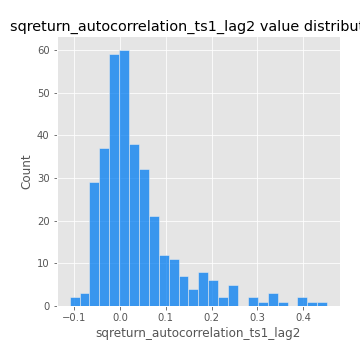 sqreturn_autocorrelation_ts1_lag2 value distribut
60
50
40
30
20
10
0
Count
−0.1 0.0 0.1 0.2 0.3 0.4
sqreturn_autocorrelation_ts1_lag2